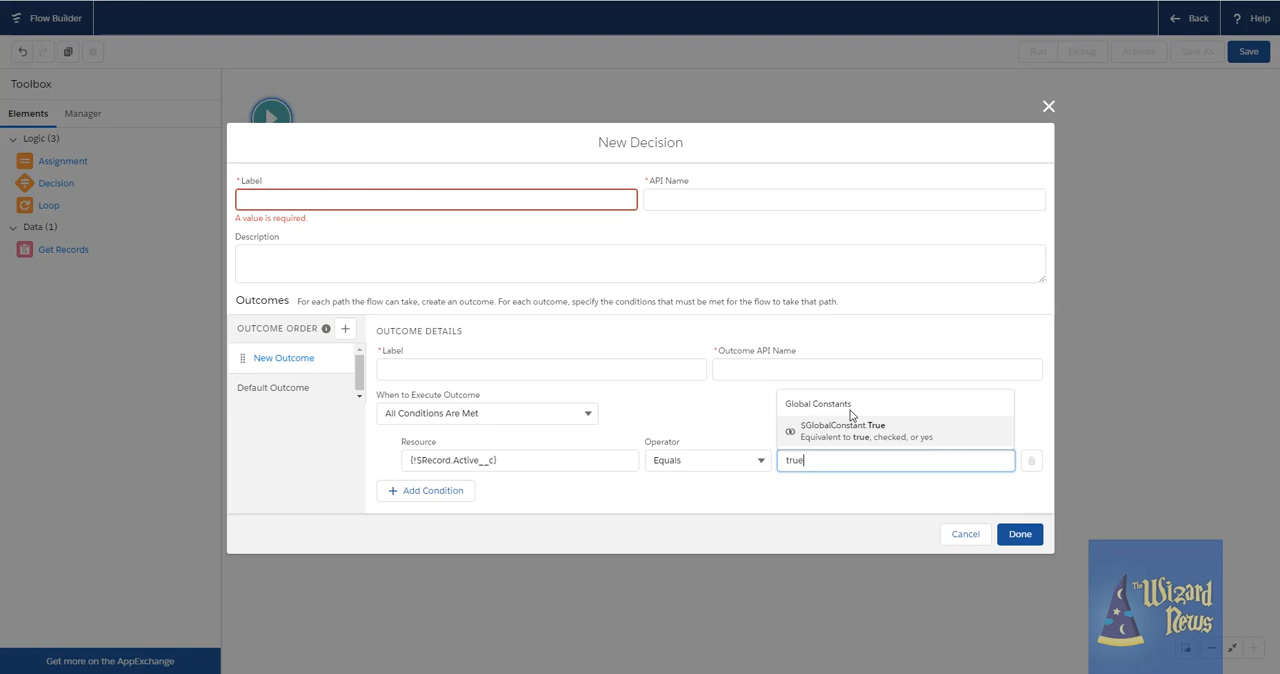 Flow Builder
Back
? Help
Run
Debug
Activate
Save As
Save
Toolbox
Elements
Manager
Logic (3)
Assignment
Decision
Loop
Data (1)
Get Records
New Decision
* Label
* API Name
A value is required.
Description
Outcomes For each path the flow can take, create an outcome. For each outcome, specify the conditions that must be met for the flow to take that path.
OUTCOME ORDER
New Outcome
Default Outcome
OUTCOME DETAILS
* Label
* Outcome API Name
When to Execute Outcome
All Conditions Are Met
Global Constants
$GlobalConstant.True
Equivalent to true, checked, or yes
Resource
Operator
{!$Record.Active__c}
Equals
true
+ Add Condition
Cancel
Done
The Wizard
News
Get more on the AppExchange